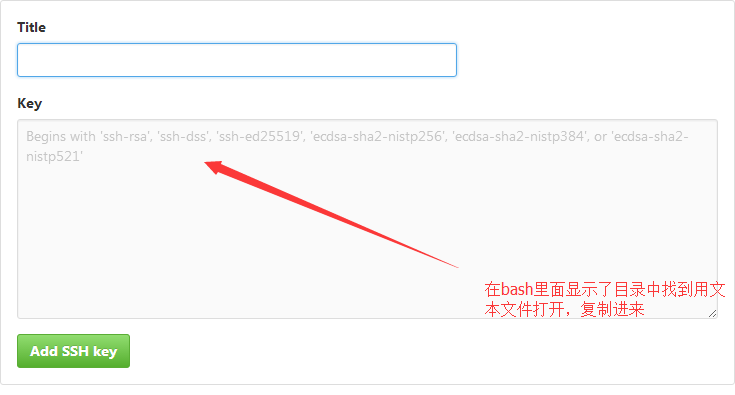 Title
Key
Begins with 'ssh-rsa', 'ssh-dss', 'ssh-ed25519', 'ecdsa-sha2-nistp256', 'ecdsa-sha2-nistp384', or 'ecdsa-sha2-
nistp521'
在bash里面显示了目录中找到用文
本文件打开，复制进来
Add SSH key